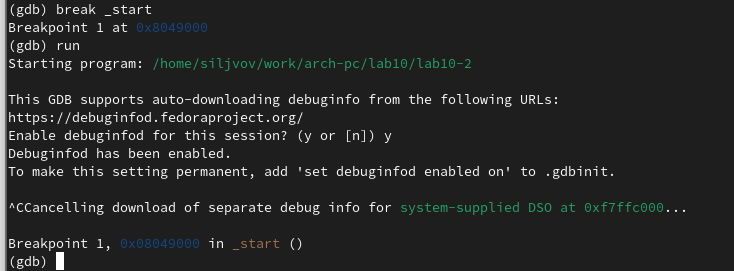 (gdb) break _start
Breakpoint 1 at 0x8049000
(gdb) run
Starting program: /home/siljvov/work/arch-pc/lab10/lab10-2
This GDB supports auto-downloading debuginfo from the following URLs:
https://debuginfod.fedoraproject.org/
Enable debuginfod for this session? (y or [n]) y
Debuginfod has been enabled.
To make this setting permanent, add 'set debuginfod enabled on' to .gdbinit.
^CCancelling download of separate debug info for system-supplied DSO at 0xf7ffc000...
Breakpoint 1, 0x08049000 in _start ()
(gdb)